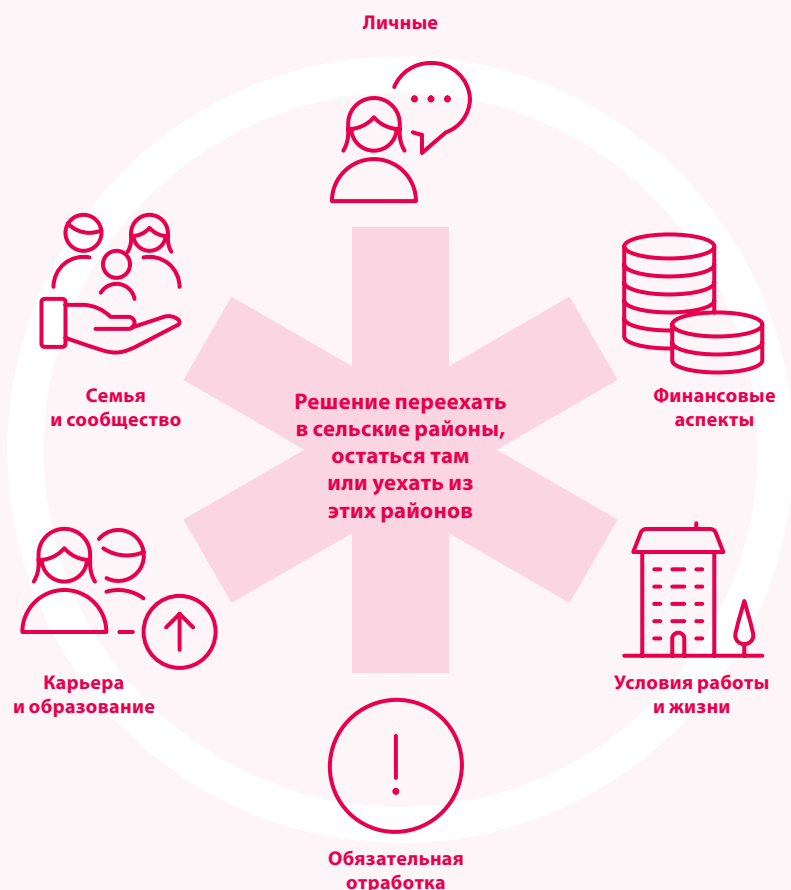 Личные
Семья
и сообщество
Финансовые
аспекты
Решение переехать
в сельские районы,
остаться там
или уехать из
этих районов
Карьера
и образование
Условия работы
и жизни
Обязательная
отработка